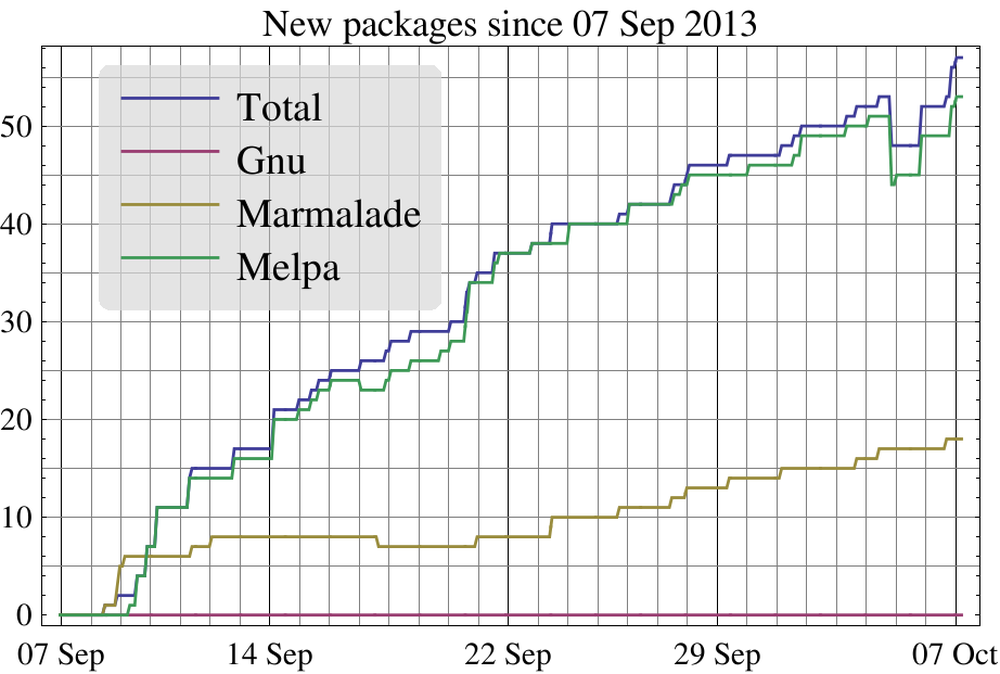 New packages since 07 Sep 2013
Total
Gnu
Marmalade
Melpa
50
40
30
20
10
0
07 Sep 14 Sep 22 Sep 29 Sep 07 Oct